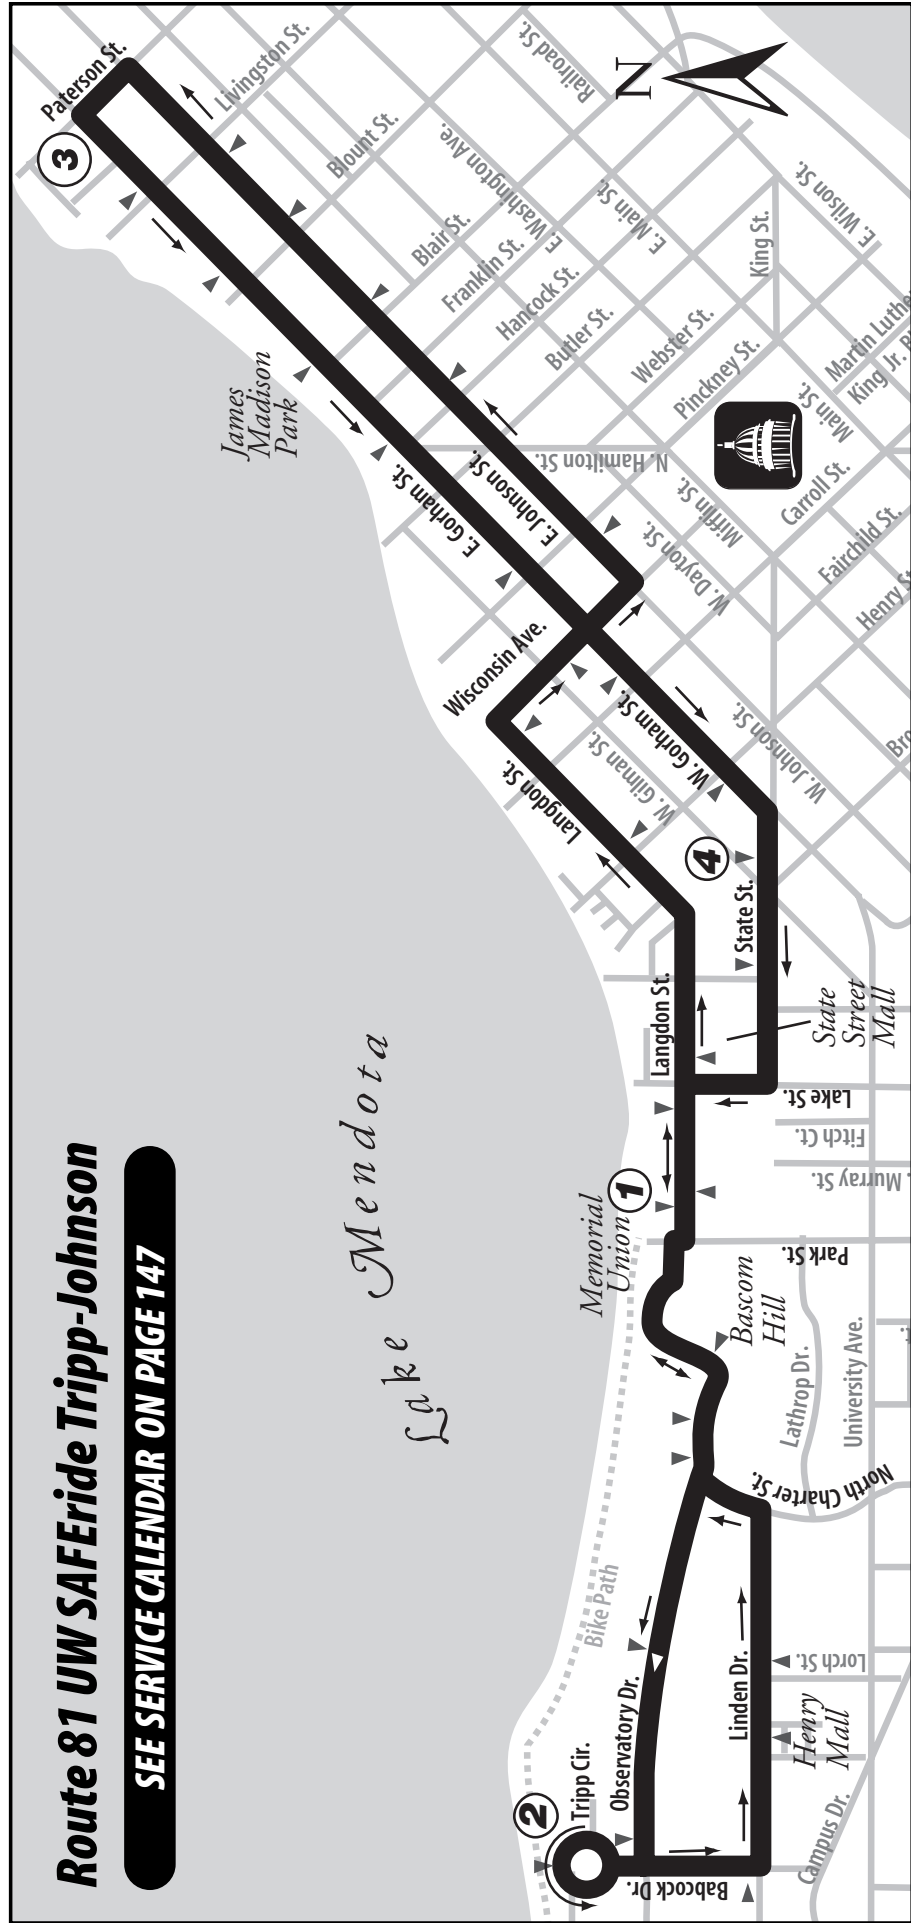 Route 81 UW SAFEride Tripp-Johnson
SEE SERVICE CALENDAR ON PAGE 147
Lake Mendota
2
Tripp Cir.
Observatory Dr.
Babcock Dr.
Linden Dr.
Henry
Mall
Campus Dr.
Lorch St.
Bike Path
North Charter St.
University Ave.
Lathrop Dr.
Bascom
Hill
Memorial
Union
1
Park St.
Murray St.
Fitch Ct.
Lake St.
Langdon St.
State
Street
Mall
State St.
4
Langdon St.
Wisconsin Ave.
W. Gilman St.
W. Gorham St.
W. Johnson St.
Bro
Henry St
Fairchild St.
Carroll St.
W. Dayton St.
Mifflin St.
N. Hamilton St.
Main St.
Martin Luthe
King Jr. Bl
Pinckney St.
Webster St.
King St.
E. Wilson St.
E. Main St.
E. Washington Ave.
Butler St.
Hancock St.
Franklin St.
Blair St.
Blount St.
Livingston St.
Railroad St.
E. Gorham St.
E. Johnson St.
James
Madison
Park
Paterson St.
3
N